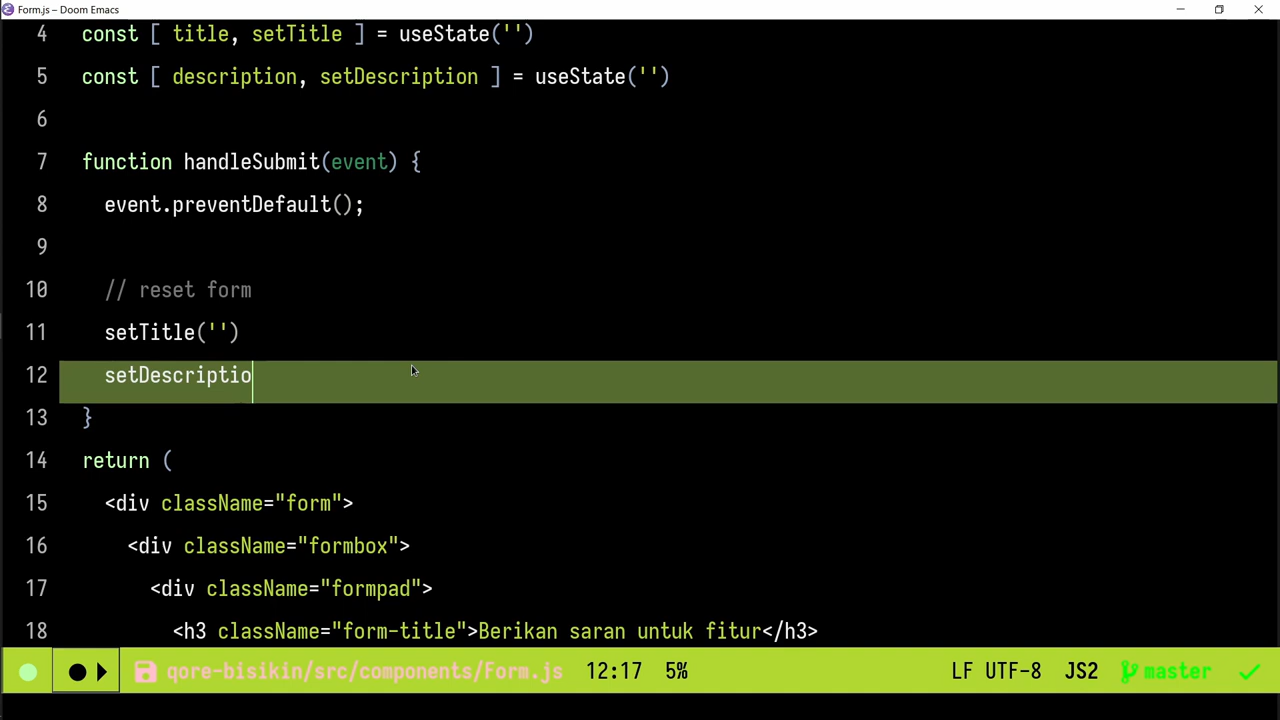 Form.js – Doom Emacs
4 const [ title, setTitle ] = useState('')
5 const [ description, setDescription ] = useState('')
6
7 function handleSubmit(event) {
8 event.preventDefault();
9
10 // reset form
11 setTitle('')
12 setDescriptio
13 }
14 return (
15 <div className="form">
16 <div className="formbox">
17 <div className="formpad">
18 <h3 className="form-title">Berikan saran untuk fitur</h3>
qore-bisikin/src/components/Form.js 12:17 5% LF UTF-8 JS2 master